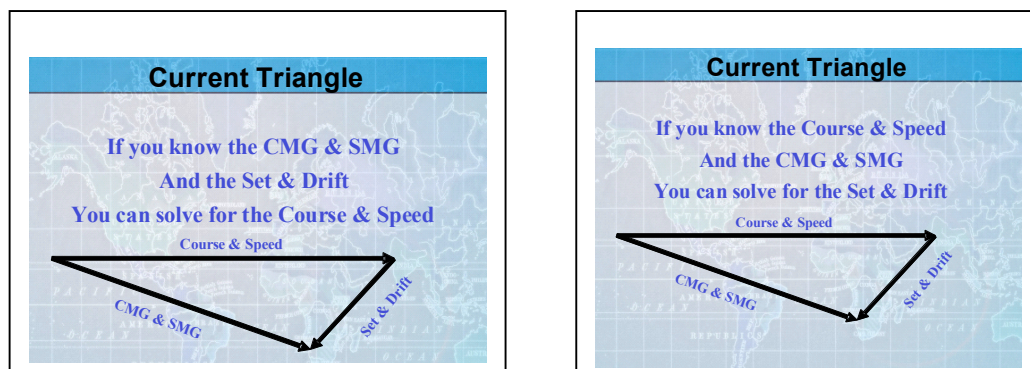 Current Triangle
If you know the CMG & SMG
And the Set & Drift
You can solve for the Course & Speed
Course & Speed
CMG & SMG
Set & Drift
Current Triangle
If you know the Course & Speed
And the CMG & SMG
You can solve for the Set & Drift
Course & Speed
CMG & SMG
Set & Drift